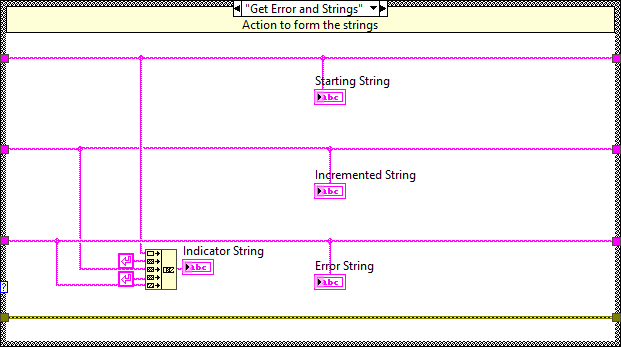 "Get Error and Strings"
Action to form the strings
Starting String
abc
Incremented String
abc
Indicator String
abc
Error String
abc
?